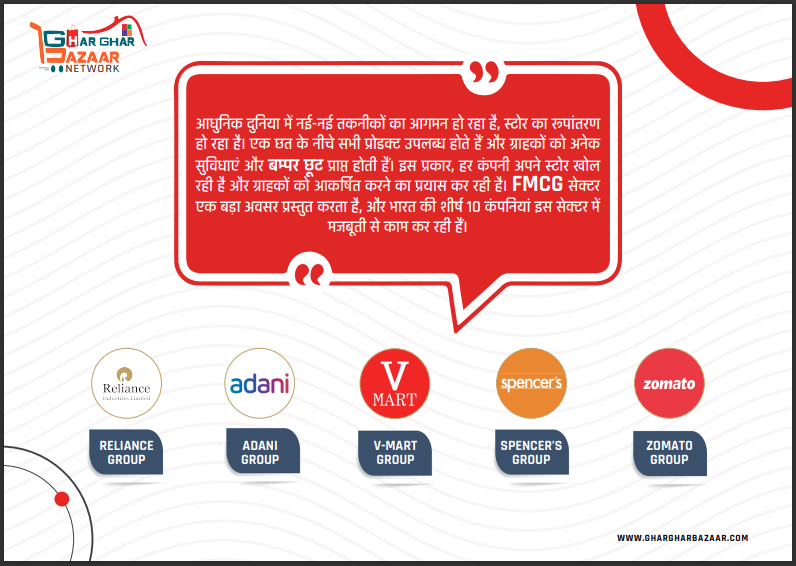 GHAR GHAR
BAZAAR
NETWORK
आधुनिक दुनिया में नई-नई तकनीकों का आगमन हो रहा है, स्टोर का रूपांतरण
हो रहा है। एक छत के नीचे सभी प्रोडक्ट उपलब्ध होते हैं और ग्राहकों को अनेक
सुविधाएं और बम्पर छूट प्राप्त होती हैं। इस प्रकार, हर कंपनी अपने स्टोर खोल
रही है और ग्राहकों को आकर्षित करने का प्रयास कर रही है। FMCG सेक्टर
एक बड़ा अवसर प्रस्तुत करता है, और भारत की शीर्ष 10 कंपनियां इस सेक्टर में
मजबूती से काम कर रही हैं।
Reliance
Industries Limited
adani
V
MART
spencer's
zomato
RELIANCE
GROUP
ADANI
GROUP
V-MART
GROUP
SPENCER'S
GROUP
ZOMATO
GROUP
WWW.GHARGHARBAZAAR.COM